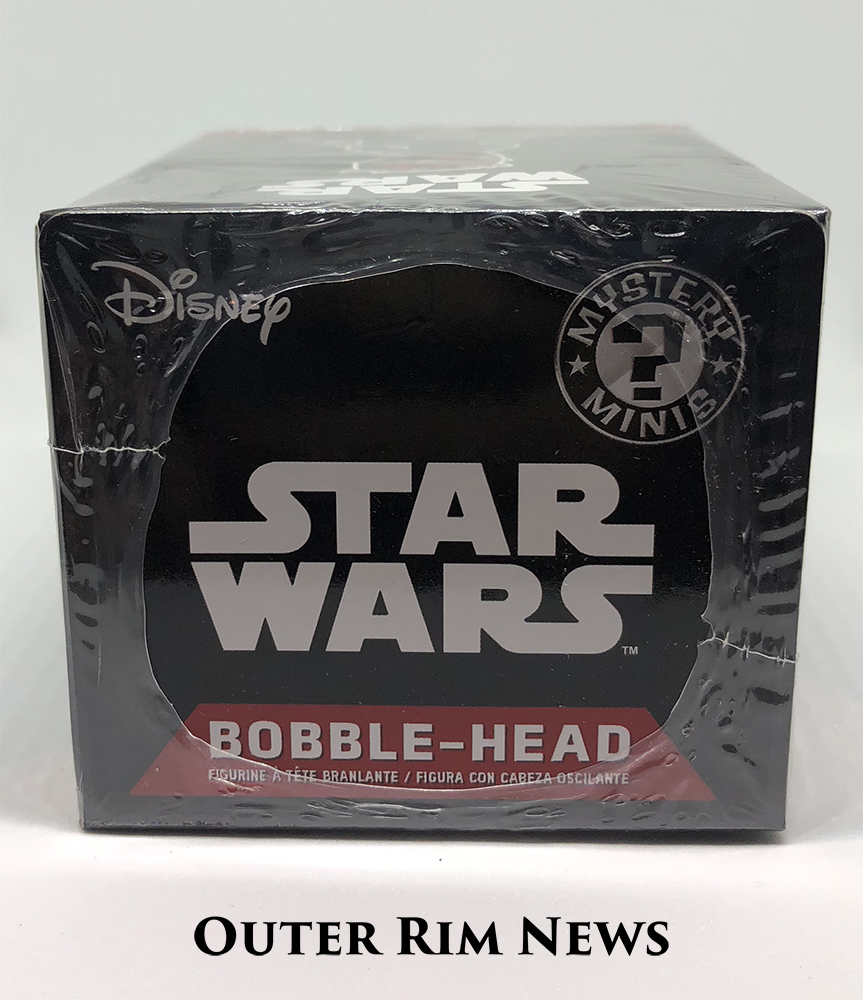 STAR
WARS
Disney
MYSTERY
?
MINIS
STAR
WARS
™
BOBBLE-HEAD
FIGURINE À TÊTE BRANLANTE / FIGURA CON CABEZA OSCILANTE
OUTER RIM NEWS